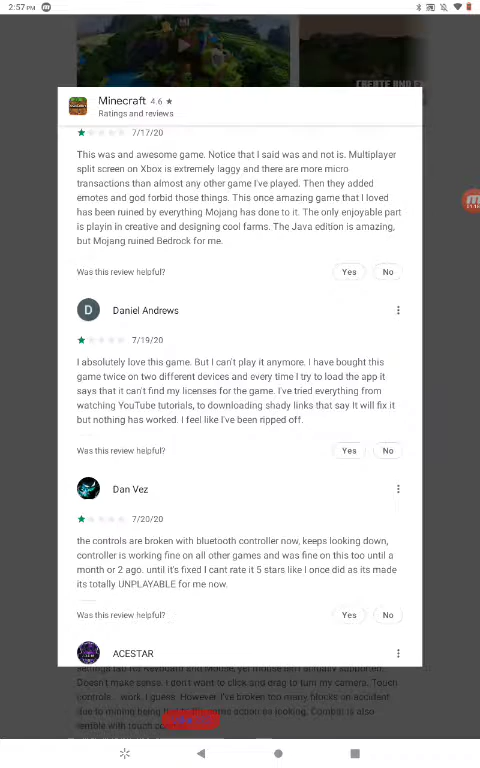 2:57 PM
CREATE AND EX
Minecraft 4.6 ★
Ratings and reviews
7/17/20
This was and awesome game. Notice that I said was and not is. Multiplayer
split screen on Xbox is extremely laggy and there are more micro
transactions than almost any other game I've played. Then they added
emotes and god forbid those things. This once amazing game that I loved
has been ruined by everything Mojang has done to it. The only enjoyable part
is playin in creative and designing cool farms. The Java edition is amazing,
but Mojang ruined Bedrock for me.
Was this review helpful? Yes No
D Daniel Andrews
7/19/20
I absolutely love this game. But I can't play it anymore. I have bought this
game twice on two different devices and every time I try to load the app it
says that it can't find my licenses for the game. I've tried everything from
watching YouTube tutorials, to downloading shady links that say It will fix it
but nothing has worked. I feel like I've been ripped off.
Was this review helpful? Yes No
Dan Vez
7/20/20
the controls are broken with bluetooth controller now, keeps looking down,
controller is working fine on all other games and was fine on this too until a
month or 2 ago. until it's fixed I cant rate it 5 stars like I once did as its made
its totally UNPLAYABLE for me now.
Was this review helpful? Yes No
ACESTAR
Doesn't make sense. I don't want to click and drag to turn my camera. Touch
controls... work, I guess. However I've broken too many blocks on accident
due to mining being the same action as looking. Combat is also
terrible with touch